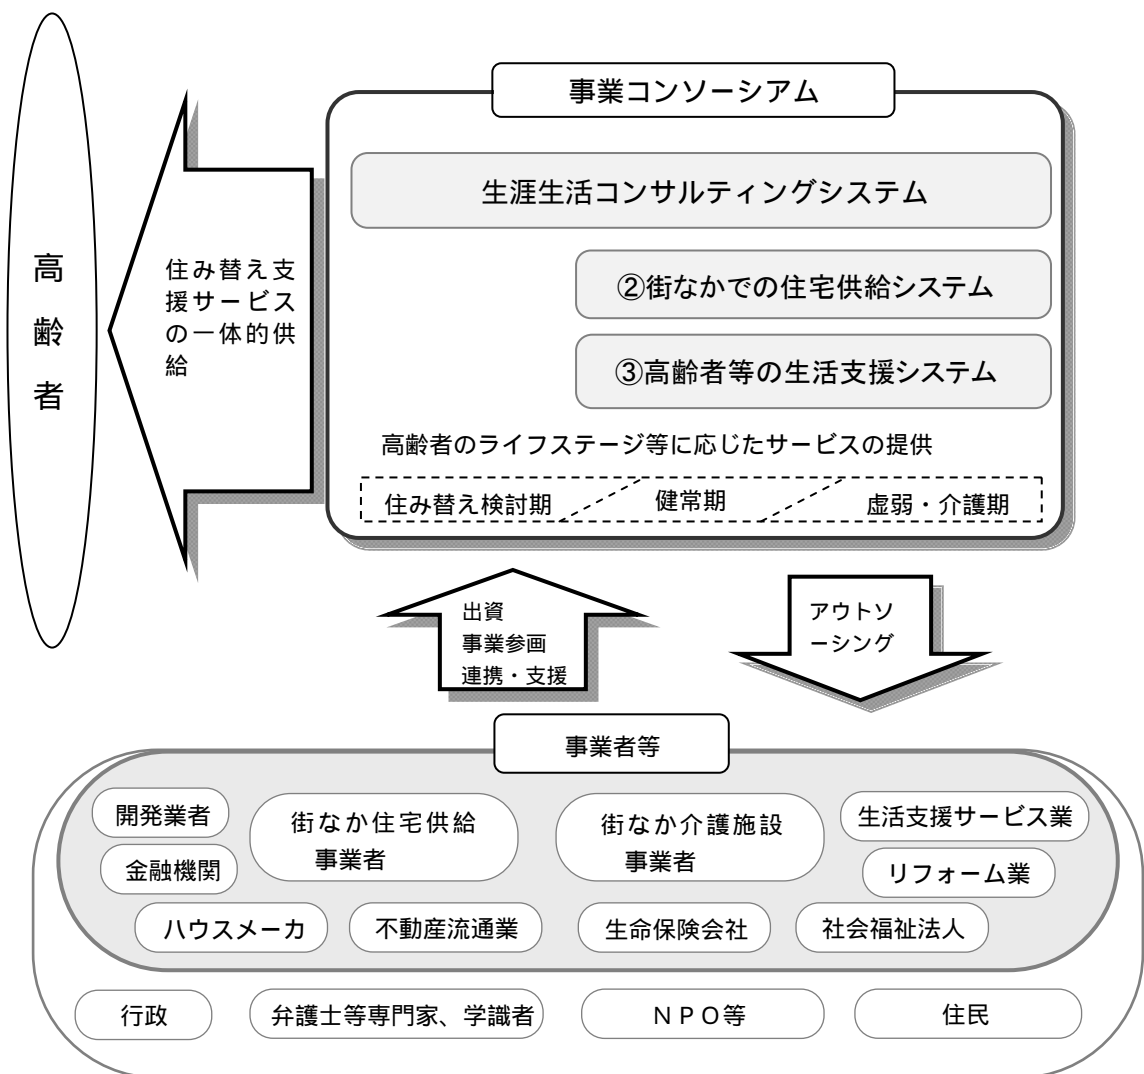 事業コンソーシアム
生涯生活コンサルティングシステム
②街なかでの住宅供給システム
③高齢者等の生活支援システム
高齢者のライフステージ等に応じたサービスの提供
住み替え検討期
健常期
虚弱・介護期
高
齢
者
住み替え支
援サービス
の一体的供
給
出資
事業参画
連携・支援
アウトソ
ーシング
事業者等
開発業者
街なか住宅供給
事業者
街なか介護施設
事業者
生活支援サービス業
金融機関
リフォーム業
ハウスメーカ
不動産流通業
生命保険会社
社会福祉法人
行政
弁護士等専門家、学識者
ＮＰＯ等
住民